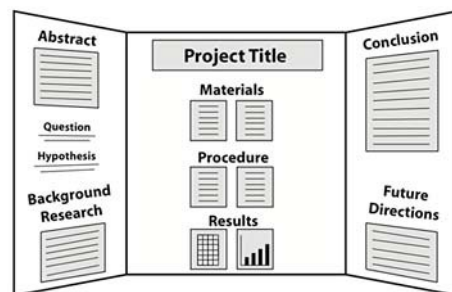 Abstract
Question
Hypothesis
Background
Research
Project Title
Materials
Procedure
Results
Conclusion
Future
Directions